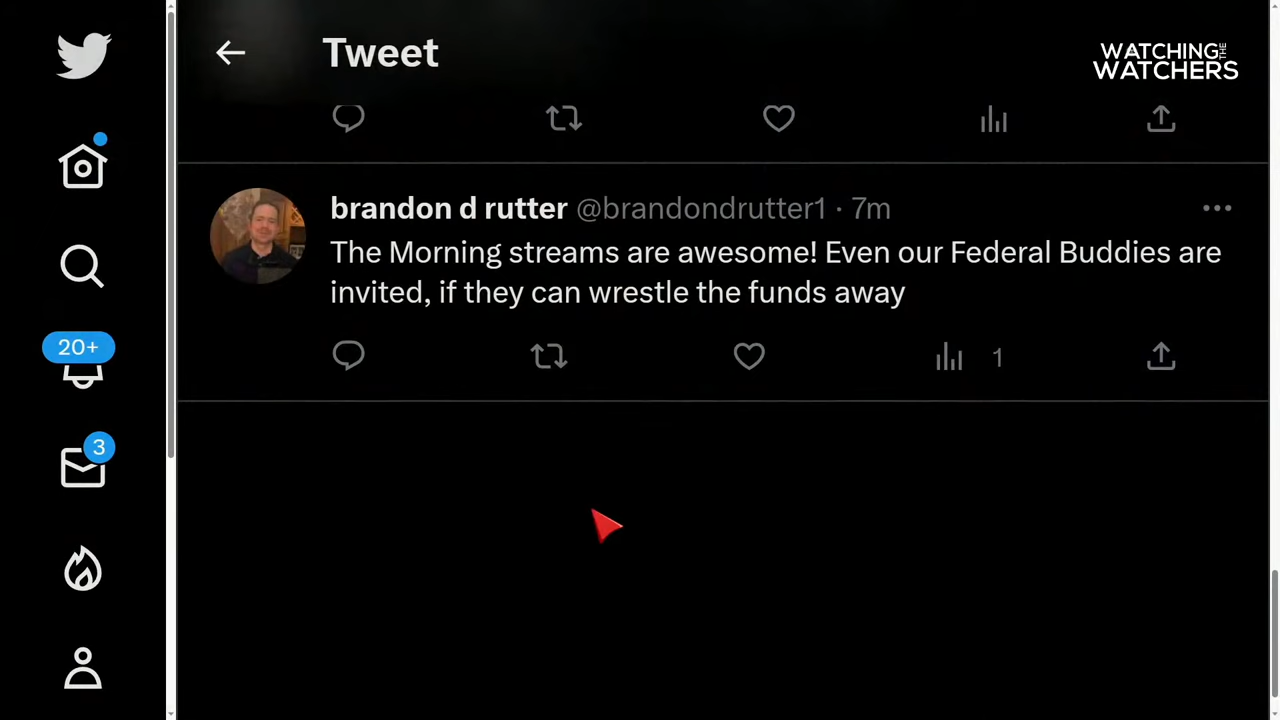 Tweet
WATCHING THE
WATCHERS
brandon d rutter @brandondrutter1 · 7m
The Morning streams are awesome! Even our Federal Buddies are
invited, if they can wrestle the funds away
1
20+
3